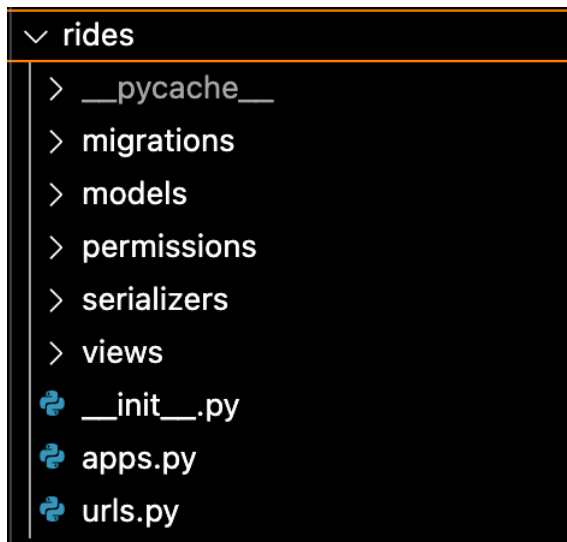 rides
__pycache__
migrations
models
permissions
serializers
views
__init__.py
apps.py
urls.py